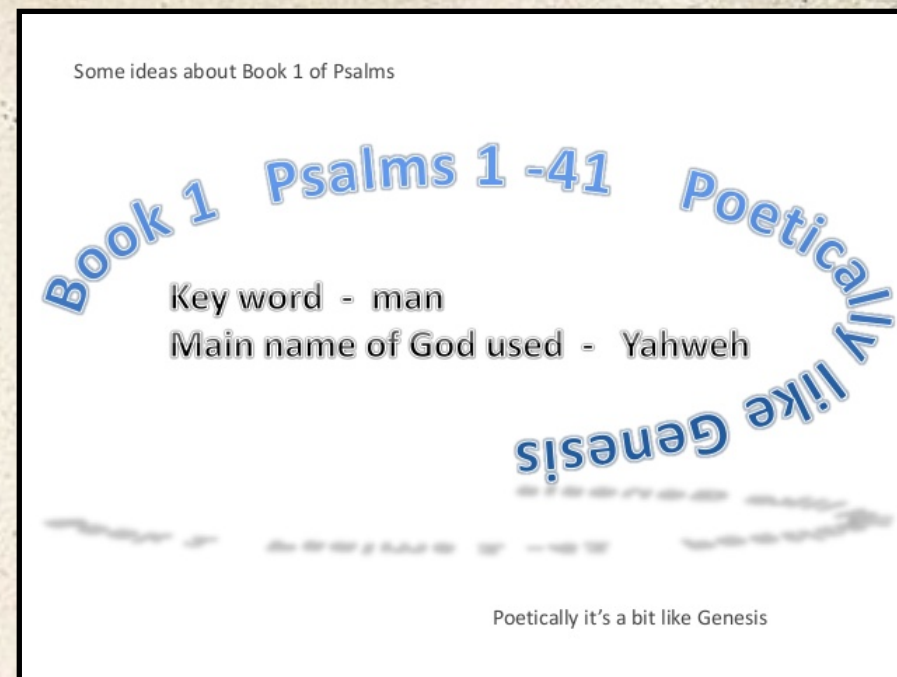 Some ideas about Book 1 of Psalms
Book 1 Psalms 1 -41 Poetically like Genesis
Key word - man
Main name of God used - Yahweh
Poetically it's a bit like Genesis